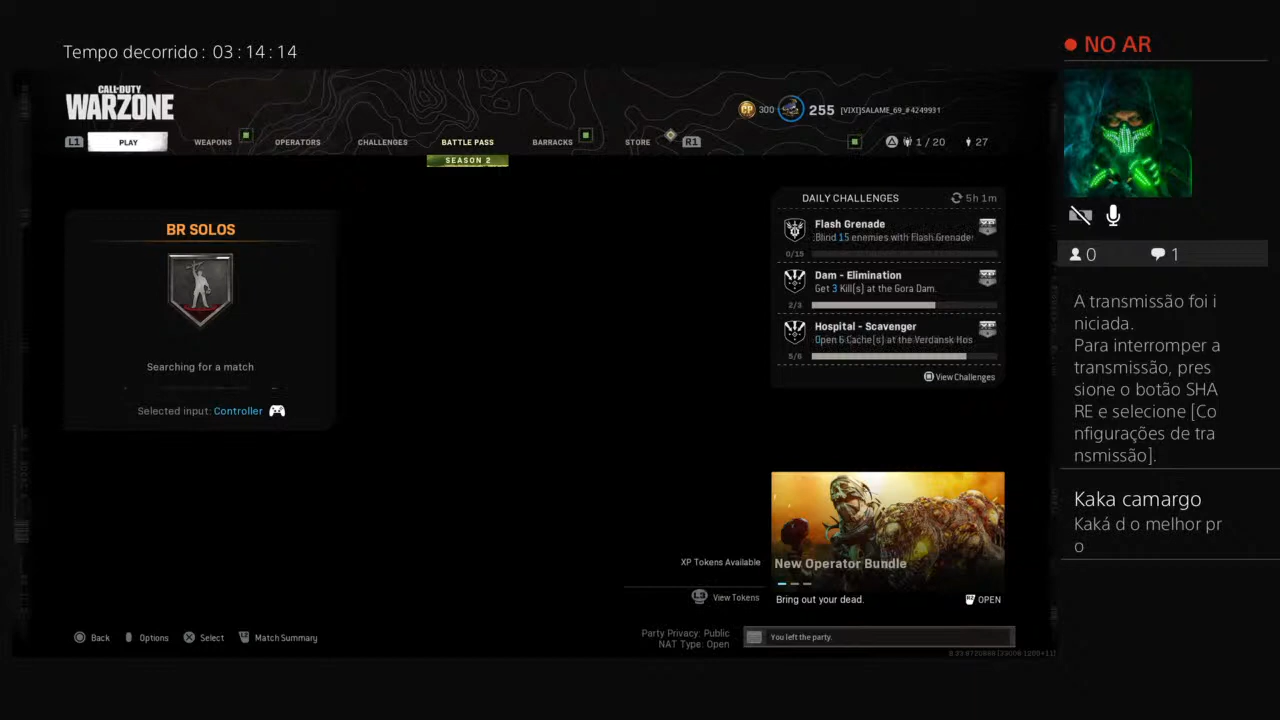 Tempo decorrido: 03:14:14
NO AR
CALL OF DUTY
WARZONE
CP 300 255 [VIXI]SALAME_69_#4249931
L1 PLAY WEAPONS OPERATORS CHALLENGES BATTLE PASS BARRACKS STORE R1 1 / 20 27
SEASON 2
BR SOLOS
Searching for a match
Selected input: Controller
DAILY CHALLENGES 5h 1m
Flash Grenade
Blind 15 enemies with Flash Grenade
0/15
Dam - Elimination
Get 3 Kill(s) at the Gora Dam.
2/3
Hospital - Scavenger
Open 6 Cache(s) at the Verdansk Hos
5/6
View Challenges
0 1
A transmissão foi i
niciada.
Para interromper a
transmissão, pres
sione o botão SHA
RE e selecione [Co
nfigurações de tra
nsmissão].
Kaka camargo
Kaká d o melhor pr
o
New Operator Bundle
Bring out your dead.
OPEN
XP Tokens Available
View Tokens
Back Options Select Match Summary
Party Privacy: Public
NAT Type: Open
You left the party.